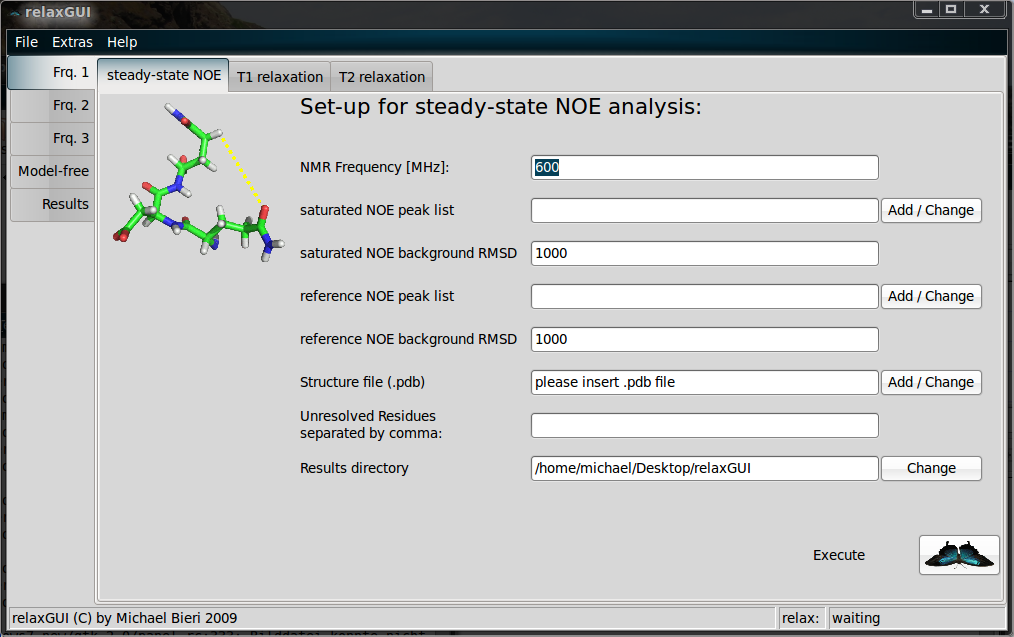 relaxGUI
File Extras Help
Frq. 1
Frq. 2
Frq. 3
Model-free
Results
steady-state NOE T1 relaxation T2 relaxation
Set-up for steady-state NOE analysis:
NMR Frequency [MHz]: 600
saturated NOE peak list Add / Change
saturated NOE background RMSD 1000
reference NOE peak list Add / Change
reference NOE background RMSD 1000
Structure file (.pdb) please insert .pdb file Add / Change
Unresolved Residues
separated by comma:
Results directory /home/michael/Desktop/relaxGUI Change
Execute
relaxGUI (C) by Michael Bieri 2009 relax: waiting